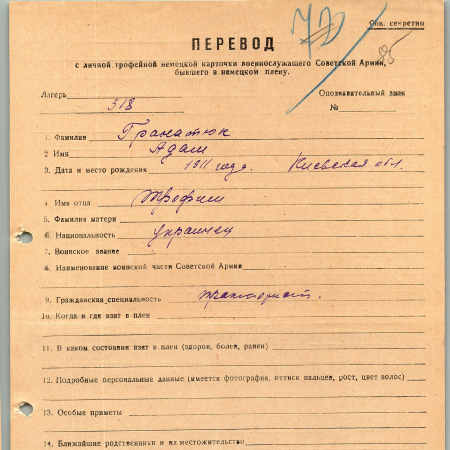 Сов. секретно
85
ПЕРЕВОД
с личной трофейной немецкой карточки военнослужащего Советской Армии,
бывшего в немецком плену.
Лагерь 318
Опознавательный знак
№
1. Фамилия Гранатюк
2 Имя Адам
3. Дата и место рождения 1911 года. Киевская обл.
4. Имя отца Трофим
5. Фамилия матери
6. Национальность украинец
7. Воинское звание
8. Наименование воинской части Советской Армии
9. Гражданская специальность тракторист.
10. Когда и где взят в плен
11. В каком состоянии взят в плен (здоров, болен, ранен)
12. Подробные персональные данные (имеется фотография, оттиск пальцев, рост, цвет волос)
13. Особые приметы
14. Ближайшие родственники и их местожительство